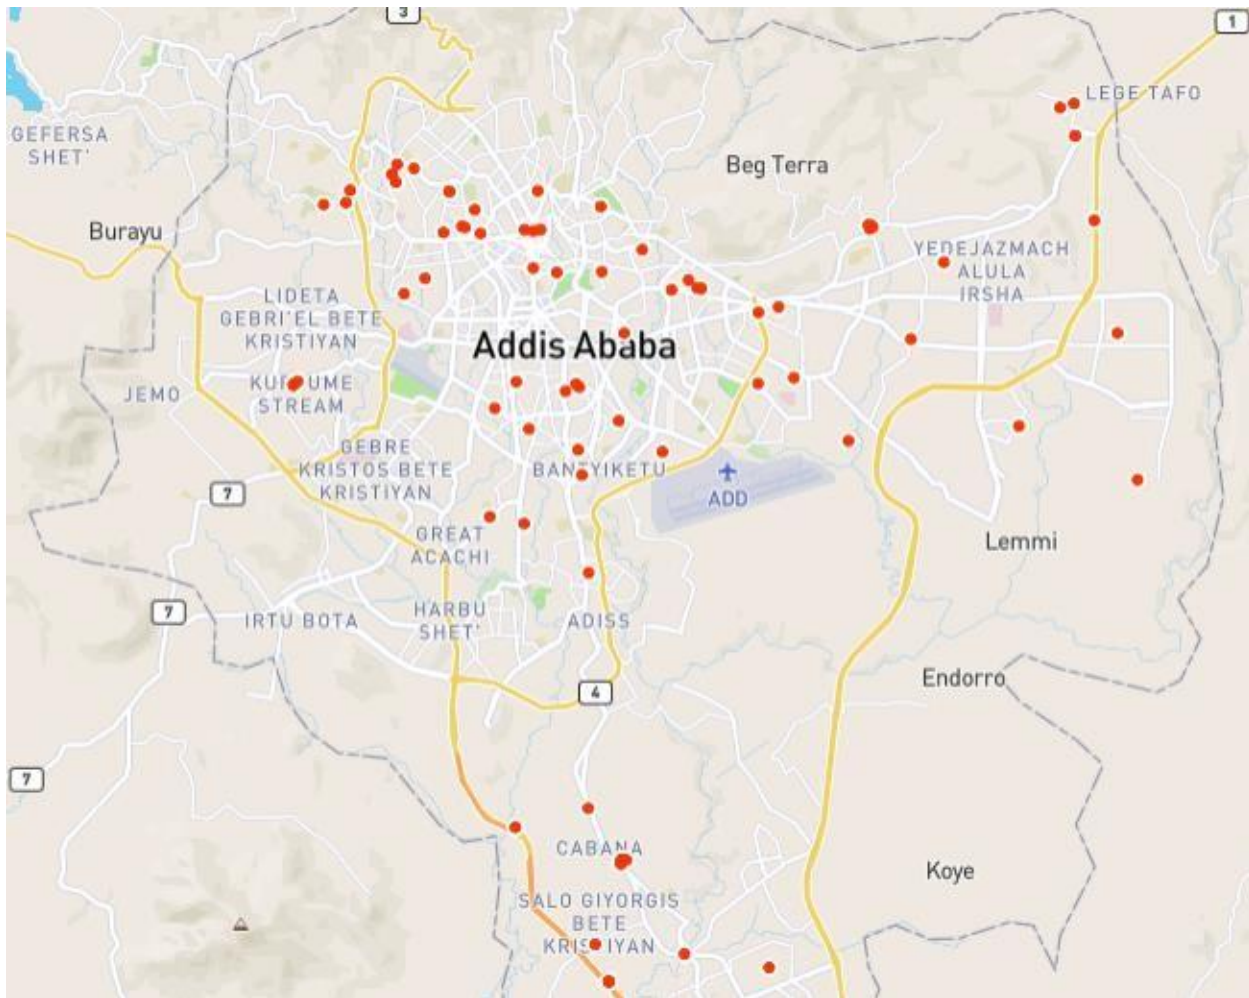 3
1
LEGE TAFO
GEFERSA
SHET'
Beg Terra
Burayu
YEDEJAZMACH
ALULA
IRSHA
LIDETA
GEBRI'EL BETE
KRISTIYAN
Addis Ababa
JEMO
STREAM
GEBRE
KRISTOS BETE
KRISTIYAN
BANTYIKETU
7
ADD
GREAT
ACACHI
Lemmi
7
IRTU BOTA
HARBU
SHET'
ADISS
Endorro
4
7
CABANA
Koye
SALO GIYORGIS
BETE
KRISTIYAN